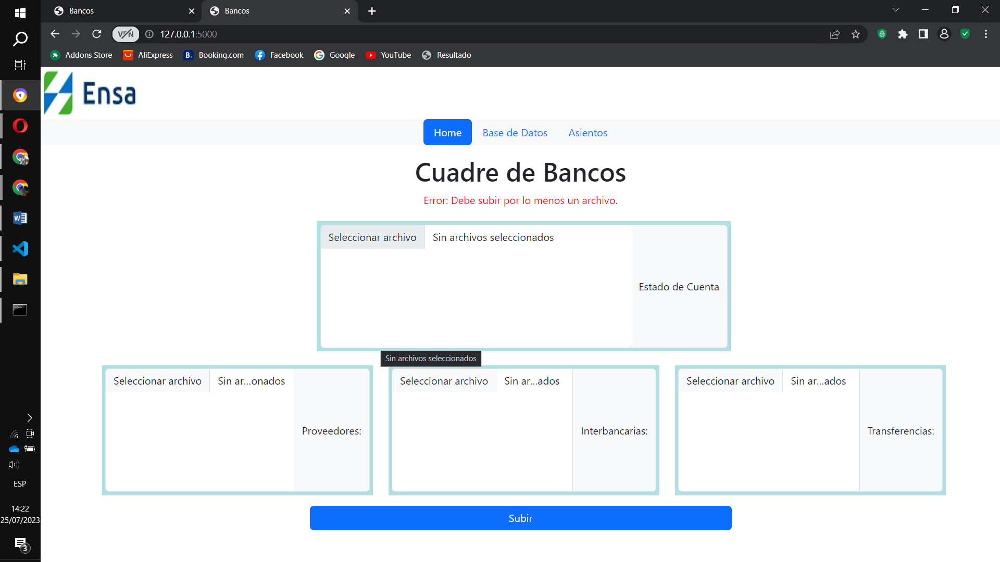 Bancos
Bancos
VPN
127.0.0.1:5000
Addons Store
AliExpress
B. Booking.com
Facebook
Google
YouTube
Resultado
Ensa
Home
Base de Datos
Asientos
Cuadre de Bancos
Error: Debe subir por lo menos un archivo.
Seleccionar archivo
Sin archivos seleccionados
Estado de Cuenta
Sin archivos seleccionados
Seleccionar archivo
Sin ar...onados
Proveedores:
Seleccionar archivo
Sin ar...ados
Interbancarias:
Seleccionar archivo
Sin ar...ados
Transferencias:
Subir
W
ESP
14:22
25/07/2023
3